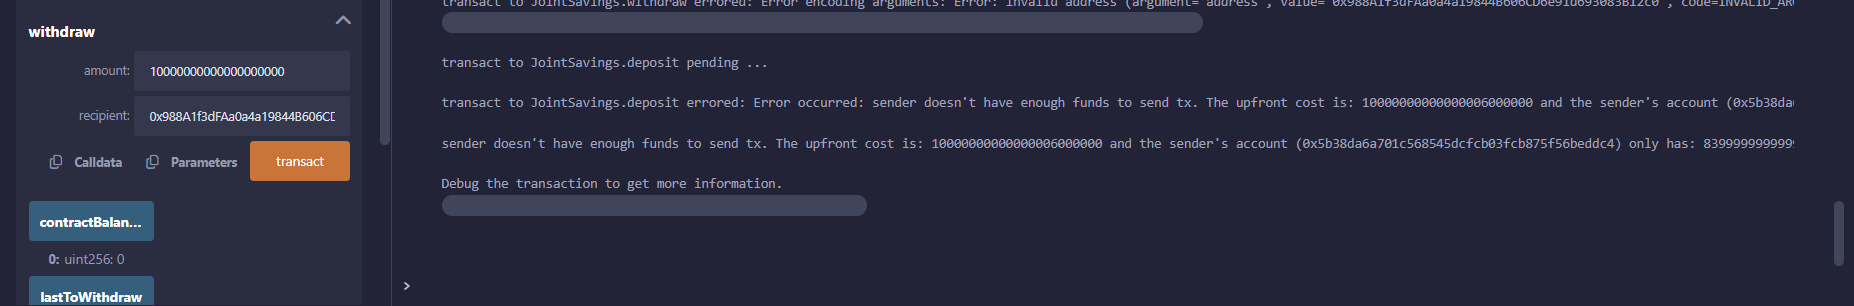 withdraw
amount: 10000000000000000000
recipient: 0x988A1f3dFAa0a4a19844B606CD
Calldata Parameters transact
contractBalan...
0: uint256: 0
lastToWithdraw
transact to JointSavings.withdraw errored: Error encoding arguments: Error: invalid address (argument="address", value="0x988A1f3dFAa0a4a19844B606CD6e91d693083B12c0", code=INVALID_AR
transact to JointSavings.deposit pending ...
transact to JointSavings.deposit errored: Error occurred: sender doesn't have enough funds to send tx. The upfront cost is: 10000000000000006000000 and the sender's account (0x5b38da
sender doesn't have enough funds to send tx. The upfront cost is: 10000000000000006000000 and the sender's account (0x5b38da6a701c568545dcfcb03fcb875f56beddc4) only has: 839999999999
Debug the transaction to get more information.
>